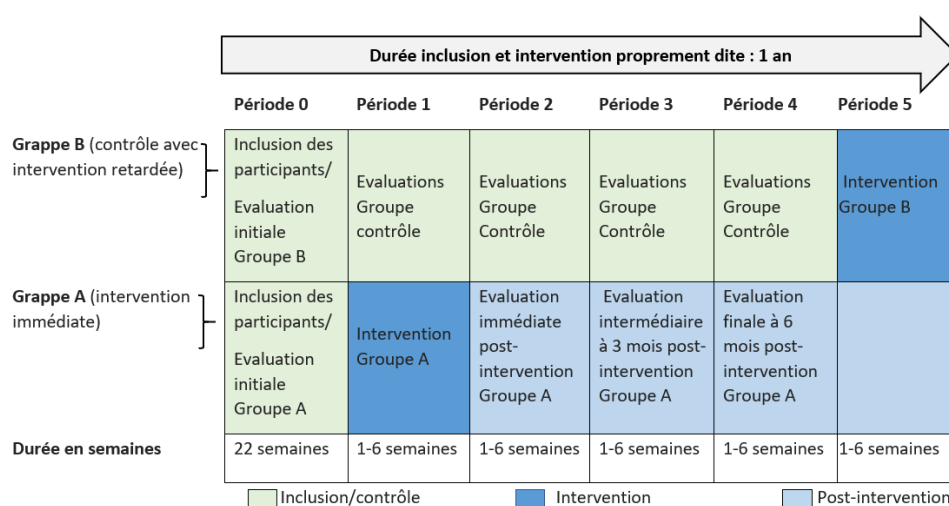 Durée inclusion et intervention proprement dite : 1 an
Période 0
Période 1
Période 2
Période 3
Période 4
Période 5
Grappe B (contrôle avec
intervention retardée)
Inclusion des
participants/
Evaluation
initiale
Groupe B
Evaluations
Groupe
contrôle
Evaluations
Groupe
Contrôle
Evaluations
Groupe
Contrôle
Evaluations
Groupe
Contrôle
Intervention
Groupe B
Grappe A (intervention
immédiate)
Inclusion des
participants/
Evaluation
initiale
Groupe A
Intervention
Groupe A
Evaluation
immédiate
post-
intervention
Groupe A
Evaluation
intermédiaire
à 3 mois post-
intervention
Groupe A
Evaluation
finale à 6
mois post-
intervention
Groupe A
Durée en semaines
22 semaines
1-6 semaines
1-6 semaines
1-6 semaines
1-6 semaines
1-6 semaines
Inclusion/contrôle
Intervention
Post-intervention